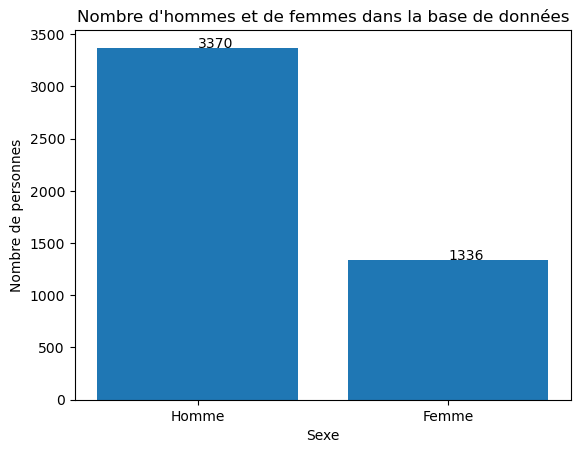 Nombre d'hommes et de femmes dans la base de données
3500
3370
3000
2500
2000
1500
1336
1000
500
0
Nombre de personnes
Homme
Femme
Sexe